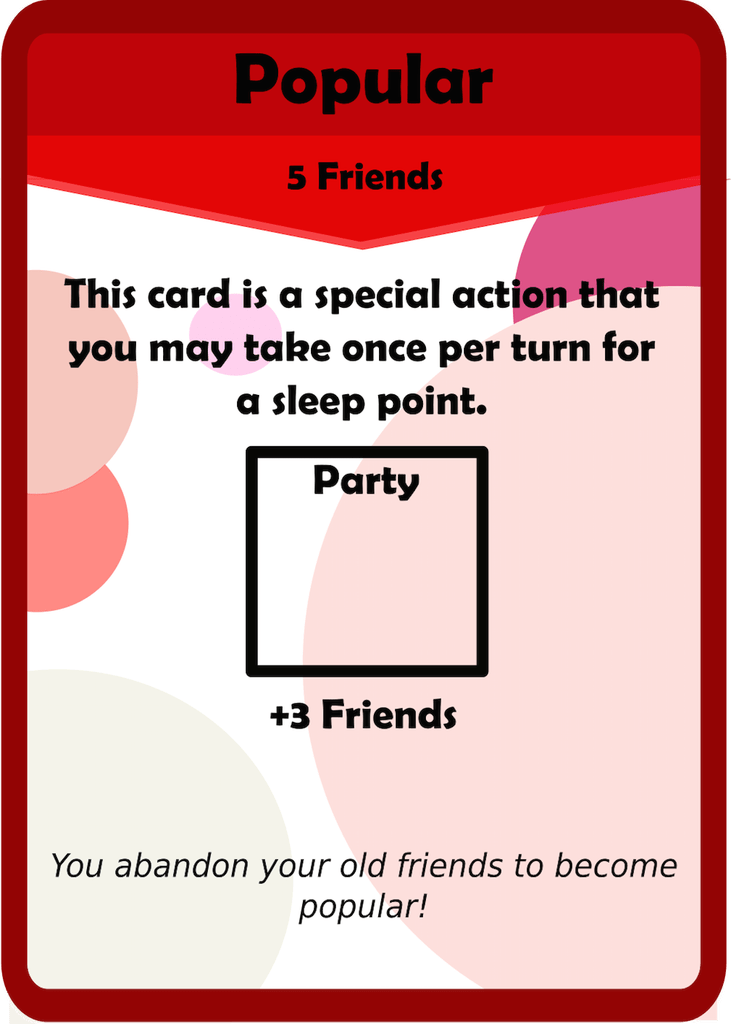 Popular
5 Friends
This card is a special action that
you may take once per turn for
a sleep point.
Party
+3 Friends
You abandon your old friends to become
popular!